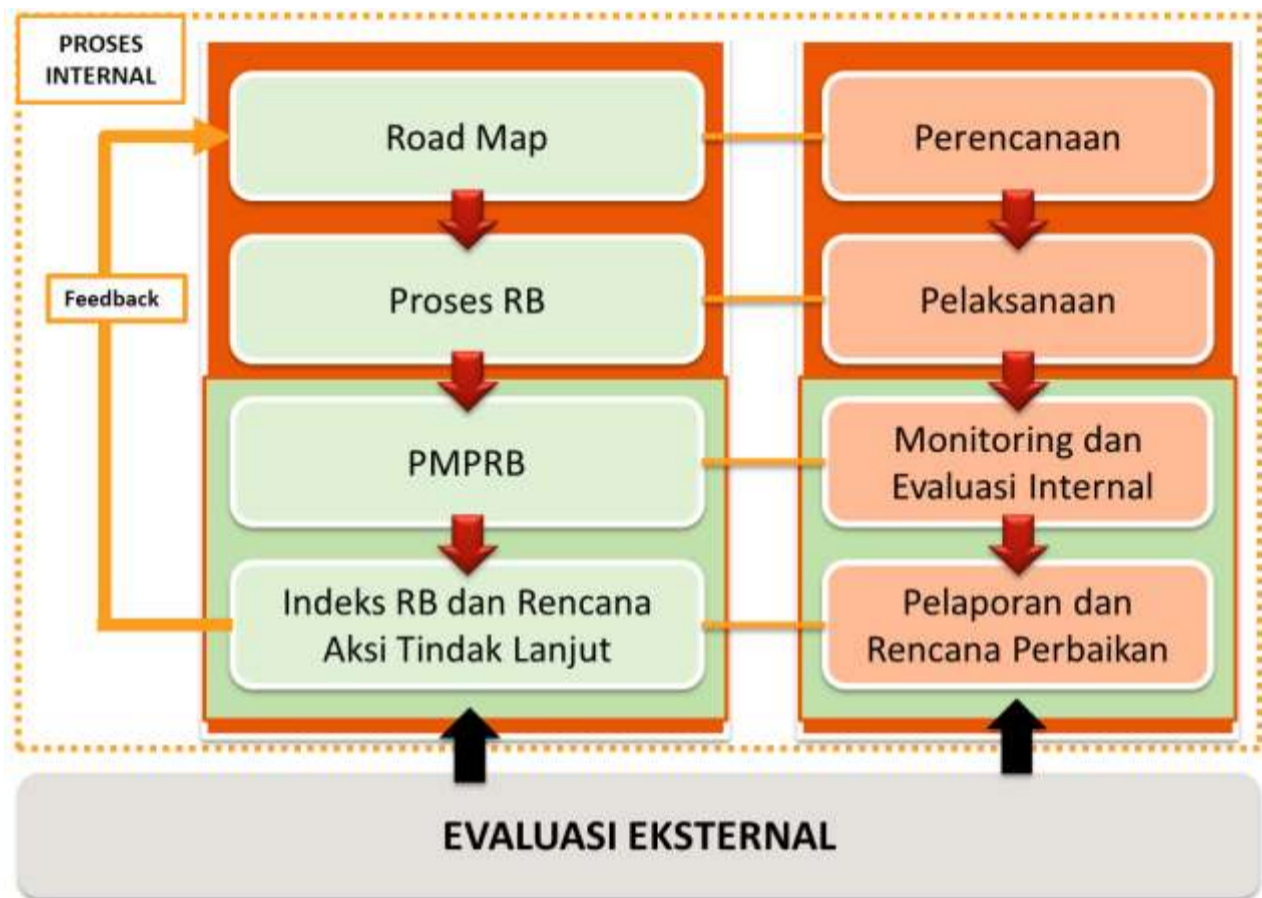 PROSES
INTERNAL
Road Map
Perencanaan
Feedback
Proses RB
Pelaksanaan
PMPRB
Monitoring dan
Evaluasi Internal
Indeks RB dan Rencana
Aksi Tindak Lanjut
Pelaporan dan
Rencana Perbaikan
EVALUASI EKSTERNAL